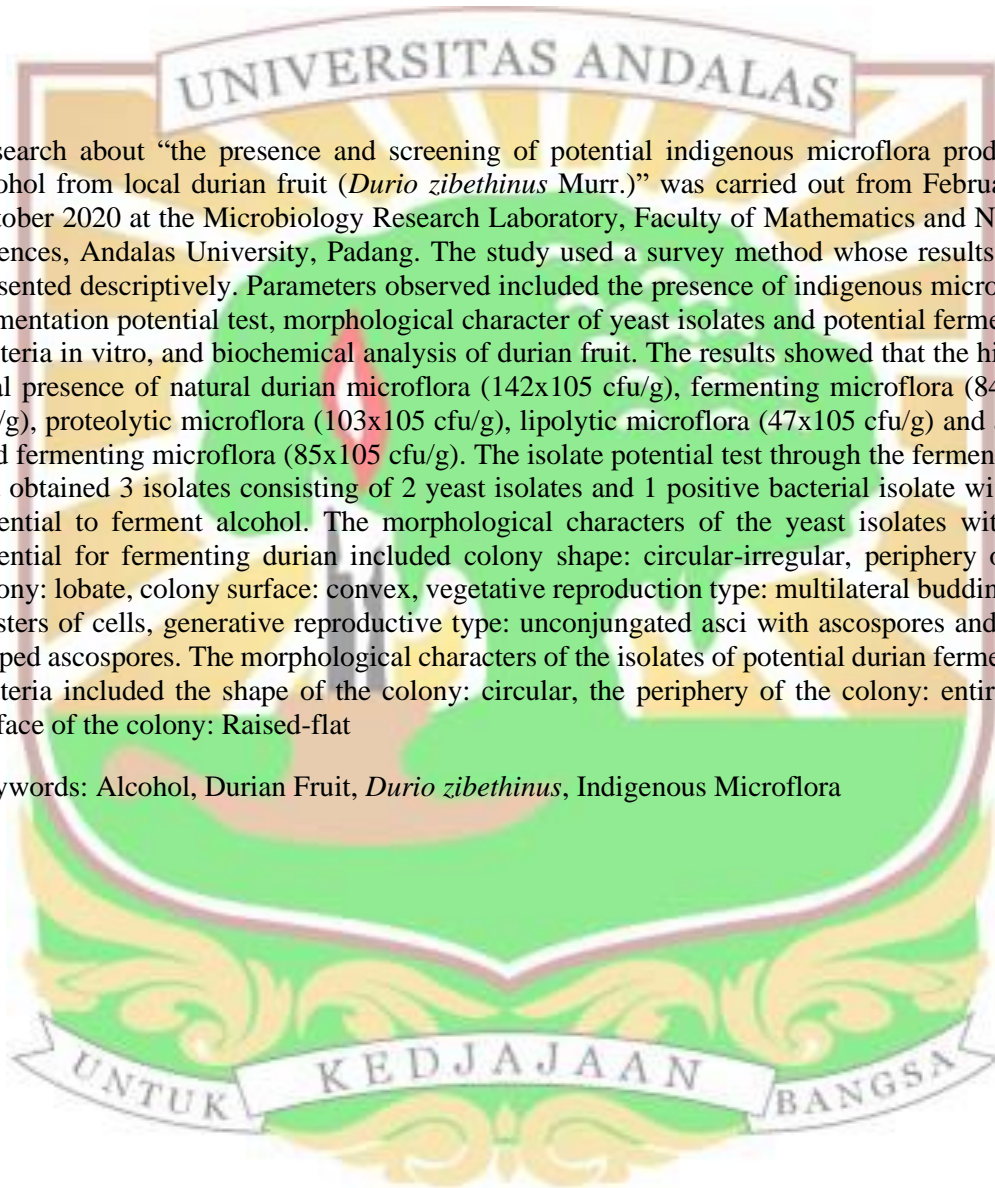 UNIVERSITAS ANDALAS
search about “the presence and screening of potential indigenous microflora prod
ohol from local durian fruit (Durio zibethinus Murr.)” was carried out from Februa
tober 2020 at the Microbiology Research Laboratory, Faculty of Mathematics and N
ences, Andalas University, Padang. The study used a survey method whose results
sented descriptively. Parameters observed included the presence of indigenous micro
mentation potential test, morphological character of yeast isolates and potential ferme
teria in vitro, and biochemical analysis of durian fruit. The results showed that the hi
al presence of natural durian microflora (142x105 cfu/g), fermenting microflora (84
/g), proteolytic microflora (103x105 cfu/g), lipolytic microflora (47x105 cfu/g) and
d fermenting microflora (85x105 cfu/g). The isolate potential test through the fermen
obtained 3 isolates consisting of 2 yeast isolates and 1 positive bacterial isolate wi
ential to ferment alcohol. The morphological characters of the yeast isolates wit
ential for fermenting durian included colony shape: circular-irregular, periphery o
ony: lobate, colony surface: convex, vegetative reproduction type: multilateral buddin
sters of cells, generative reproductive type: unconjungated asci with ascospores and
ped ascospores. The morphological characters of the isolates of potential durian ferme
teria included the shape of the colony: circular, the periphery of the colony: entir
face of the colony: Raised-flat
ywords: Alcohol, Durian Fruit, Durio zibethinus, Indigenous Microflora
UNTUK KEDJAJAAN BANGSA